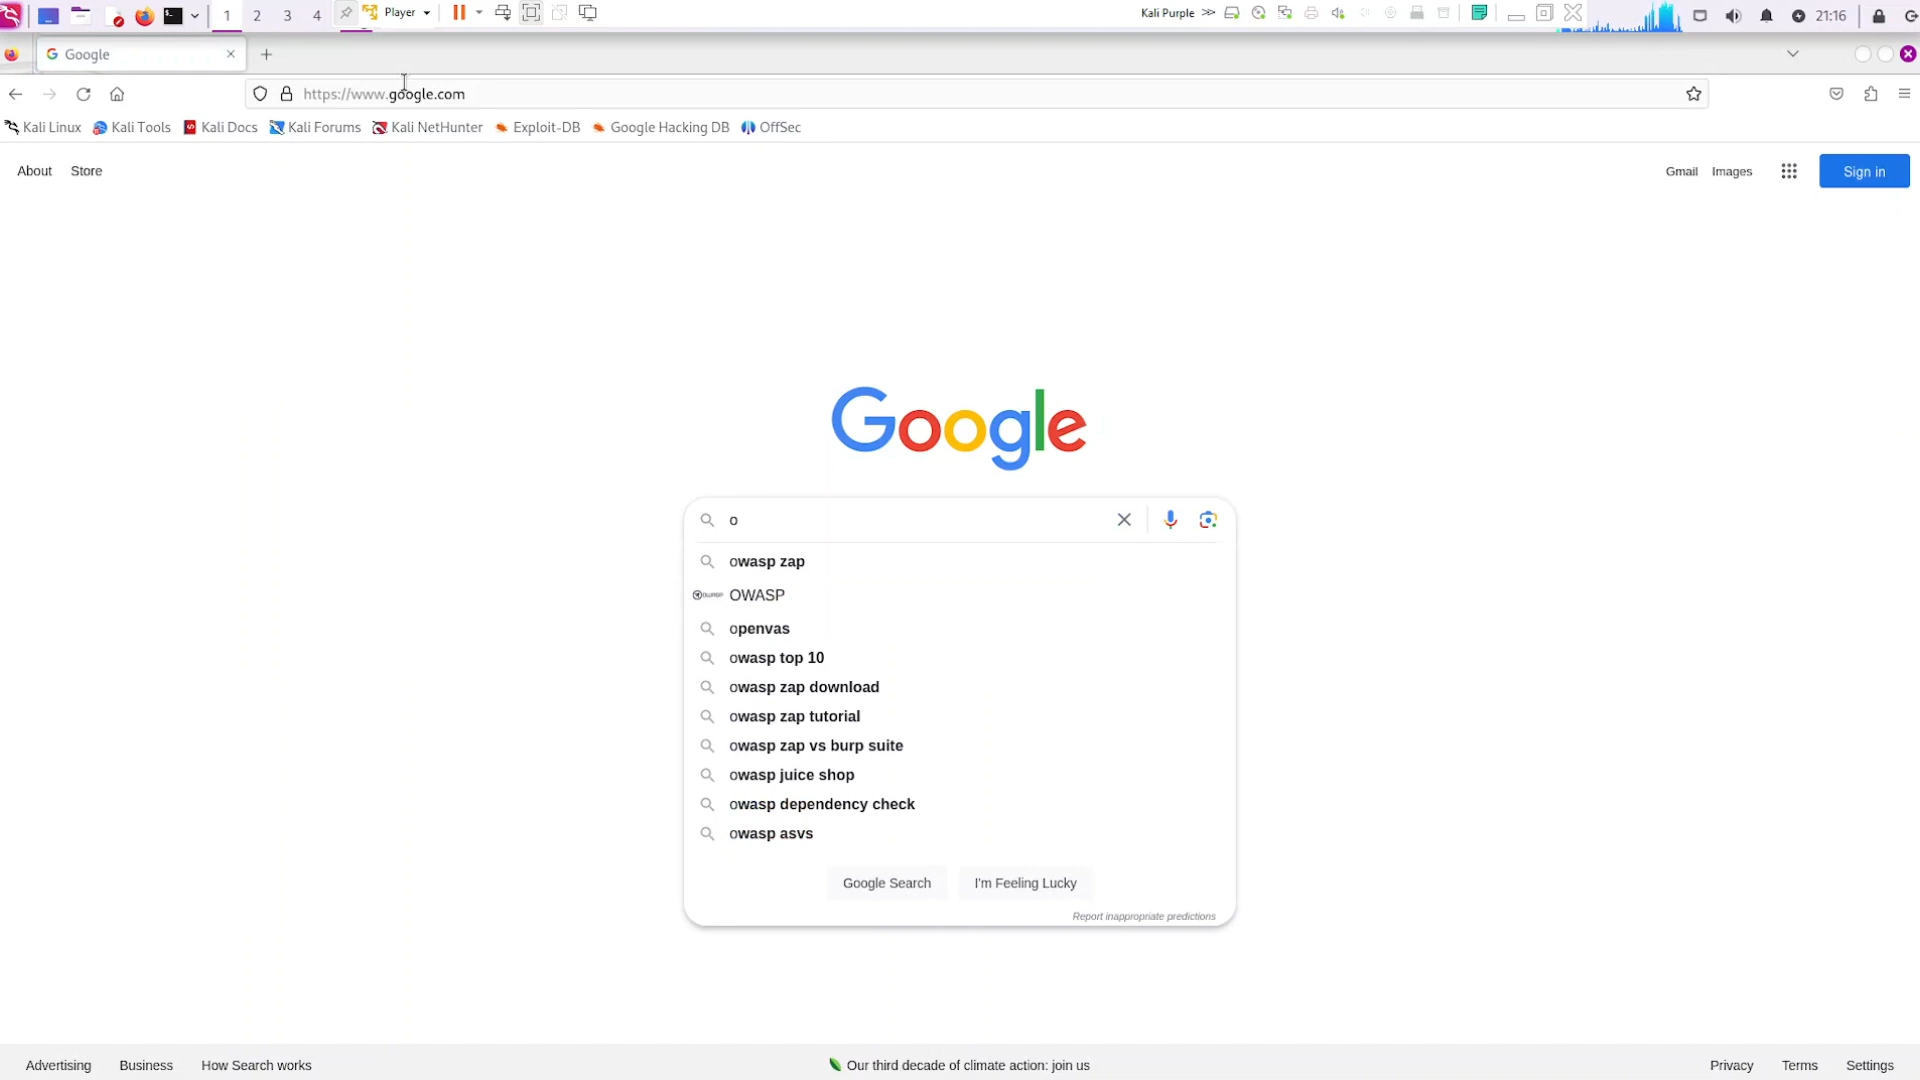 1 2 3 4 Player Kali Purple 21:16
Google
https://www.google.com
Kali Linux Kali Tools Kali Docs Kali Forums Kali NetHunter Exploit-DB Google Hacking DB OffSec
About Store Gmail Images Sign in
Google
o
owasp zap
OWASP
openvas
owasp top 10
owasp zap download
owasp zap tutorial
owasp zap vs burp suite
owasp juice shop
owasp dependency check
owasp asvs
Google Search I'm Feeling Lucky
Report inappropriate predictions
Advertising Business How Search works Our third decade of climate action: join us Privacy Terms Settings